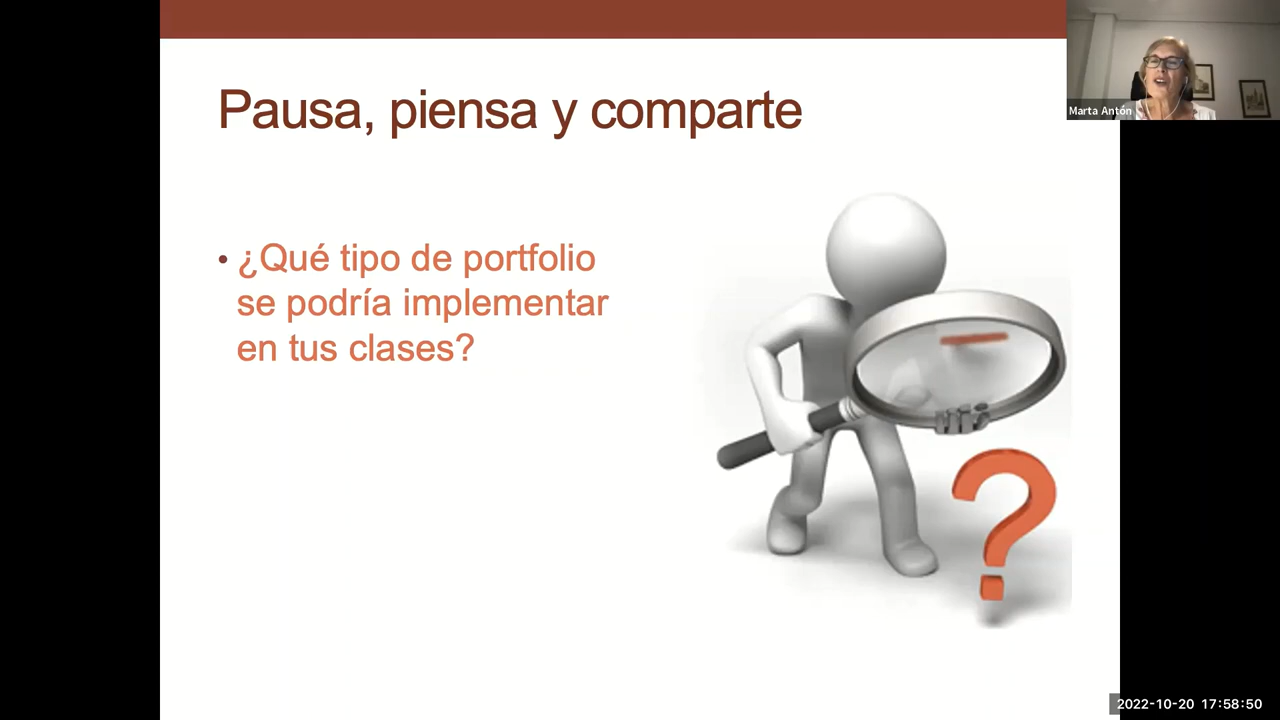 Pausa, piensa y comparte
Marta Antón
• ¿Qué tipo de portfolio
se podría implementar
en tus clases?
?
2022-10-20 17:58:50